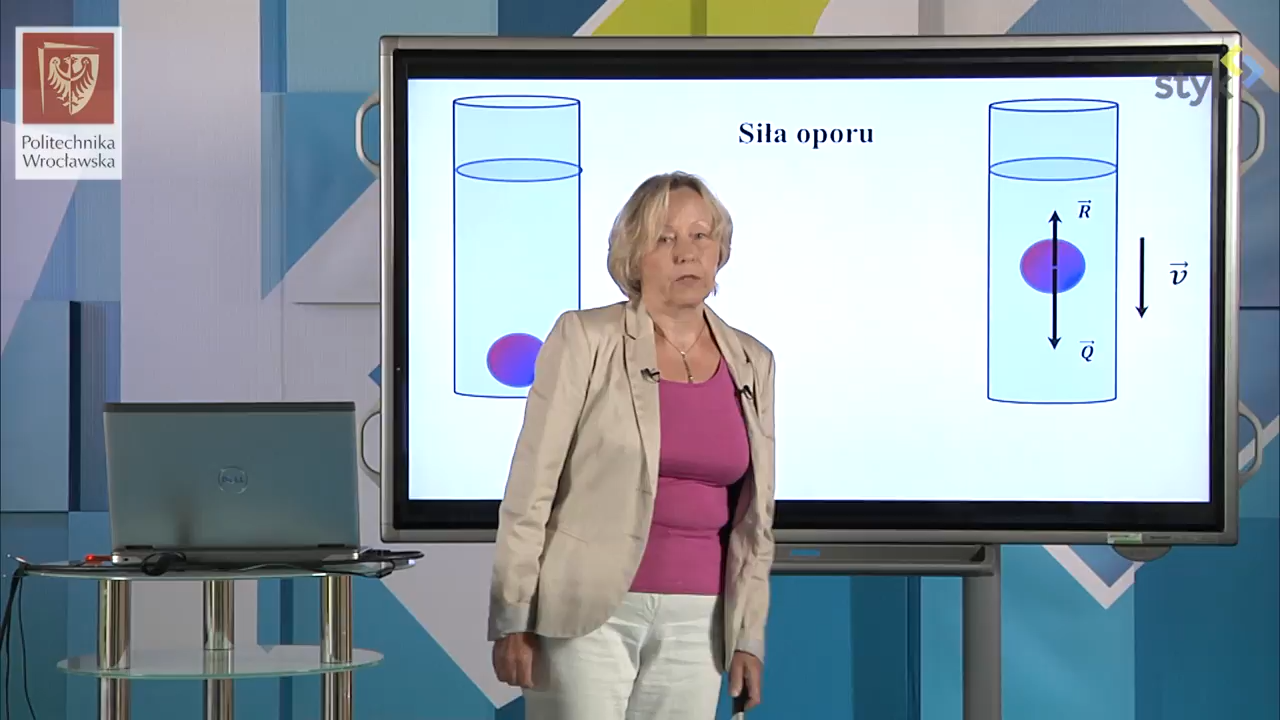 Politechnika
Wrocławska
styk
Siła oporu
R
v
Q
DELL